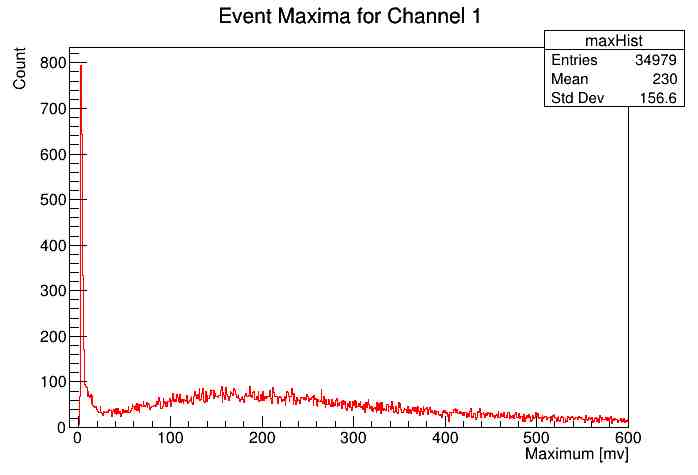 Event Maxima for Channel 1
maxHist
Entries 34979
Mean 230
Std Dev 156.6
Count
800
700
600
500
400
300
200
100
0
0 100 200 300 400 500 600
Maximum [mv]